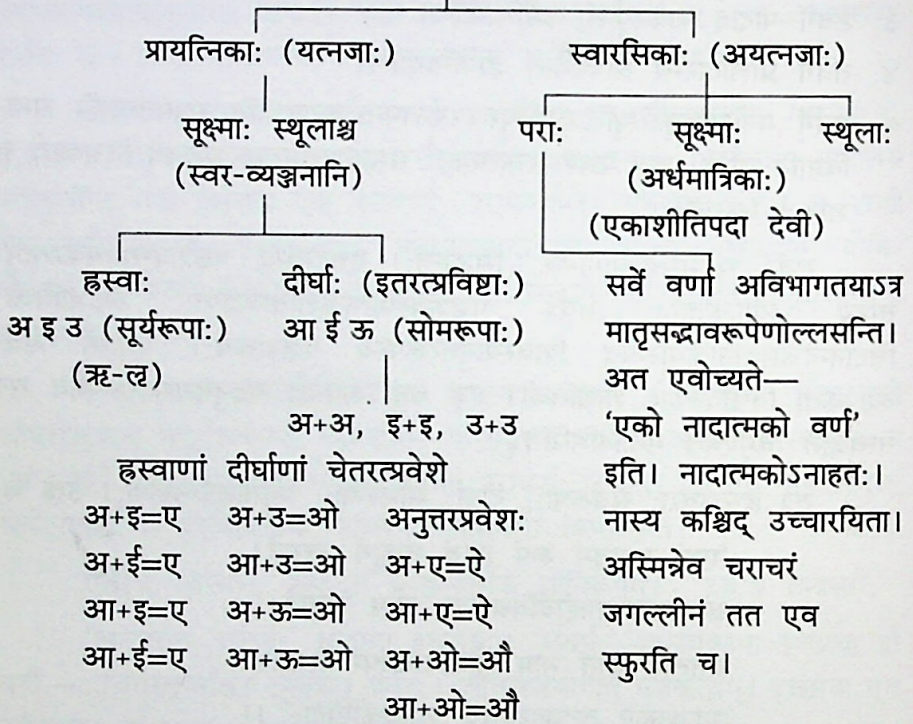 प्रायत्निकाः (यत्नजाः) स्वारसिकाः (अयत्नजाः)
सूक्ष्माः स्थूलाश्च पराः सूक्ष्माः स्थूलाः
(स्वर-व्यञ्जनानि) (अर्धमात्रिकाः)
(एकाशीतिपदा देवी)
ह्रस्वाः दीर्घाः (इतरत्प्रविष्टाः) सर्वे वर्णा अविभागतयाऽत्र
अ इ उ (सूर्यरूपाः) आ ई ऊ (सोमरूपाः) मातृसद्भावरूपेणोल्लसन्ति।
(ऋ-लृ) अत एवोच्यते—
अ+अ, इ+इ, उ+उ 'एको नादात्मको वर्ण'
ह्रस्वाणां दीर्घाणां चेतरत्प्रवेशे इति। नादात्मकोऽनाहतः।
अ+इ=ए अ+उ=ओ अनुत्तरप्रवेशः नास्य कश्चिद् उच्चारयिता।
अ+ई=ए आ+उ=ओ अ+ए=ऐ अस्मिन्नेव चराचरं
आ+इ=ए अ+ऊ=ओ आ+ए=ऐ जगल्लीनं तत एव
आ+ई=ए आ+ऊ=ओ अ+ओ=औ स्फुरति च।
आ+ओ=औ